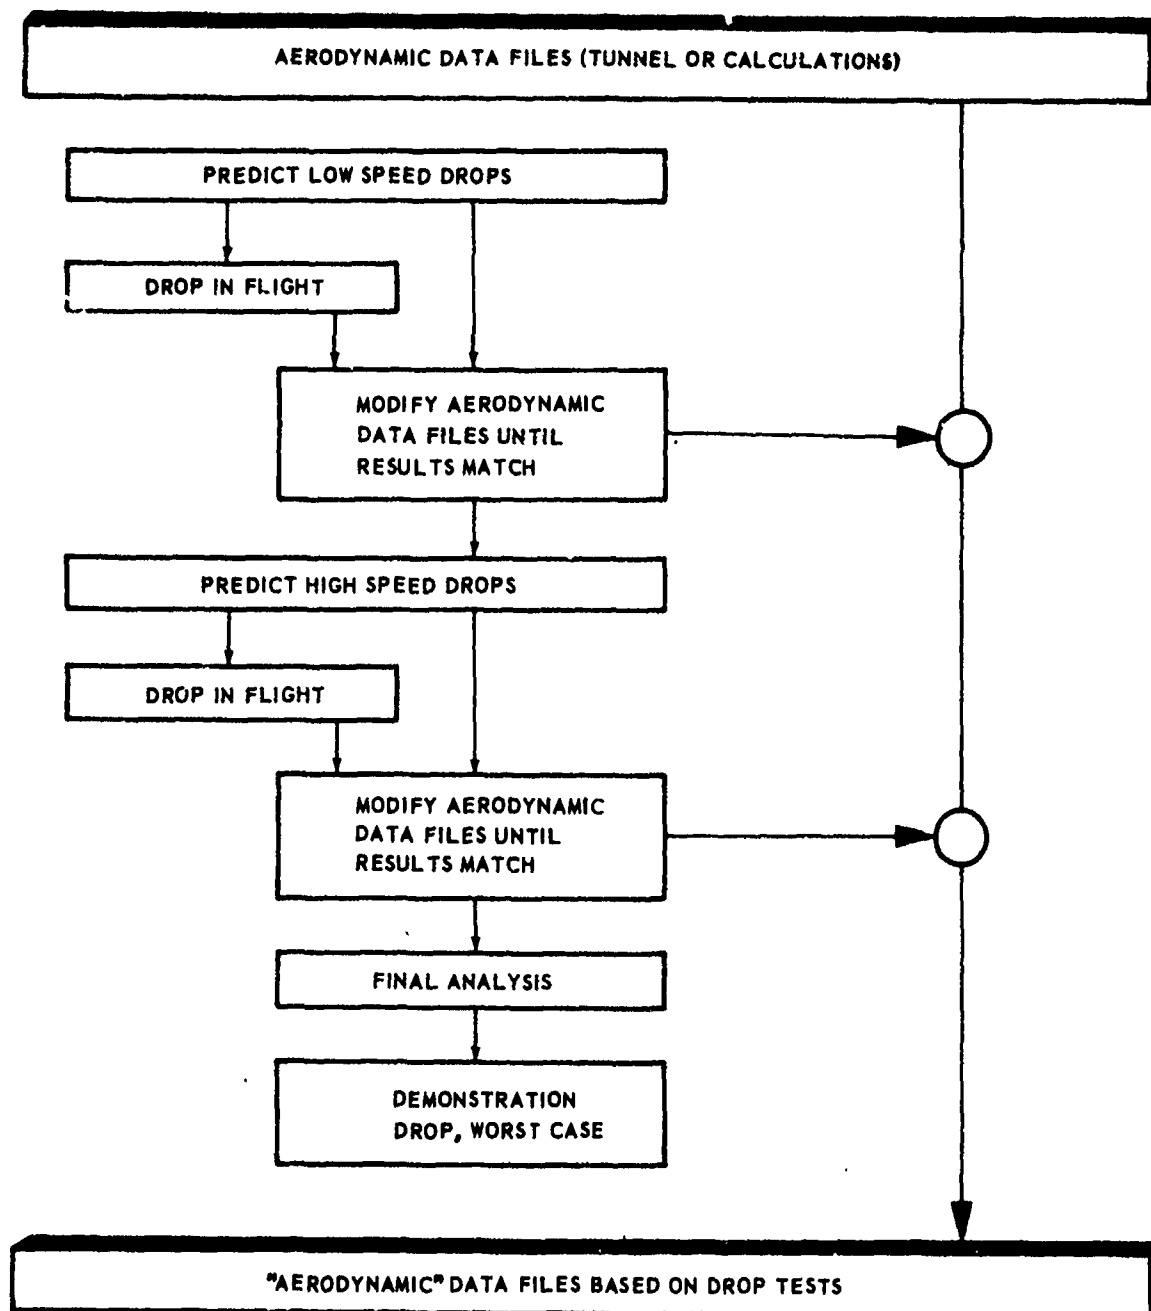 AERODYNAMIC DATA FILES (TUNNEL OR CALCULATIONS)
PREDICT LOW SPEED DROPS
DROP IN FLIGHT
MODIFY AERODYNAMIC
DATA FILES UNTIL
RESULTS MATCH
PREDICT HIGH SPEED DROPS
DROP IN FLIGHT
MODIFY AERODYNAMIC
DATA FILES UNTIL
RESULTS MATCH
FINAL ANALYSIS
DEMONSTRATION
DROP, WORST CASE
"AERODYNAMIC" DATA FILES BASED ON DROP TESTS